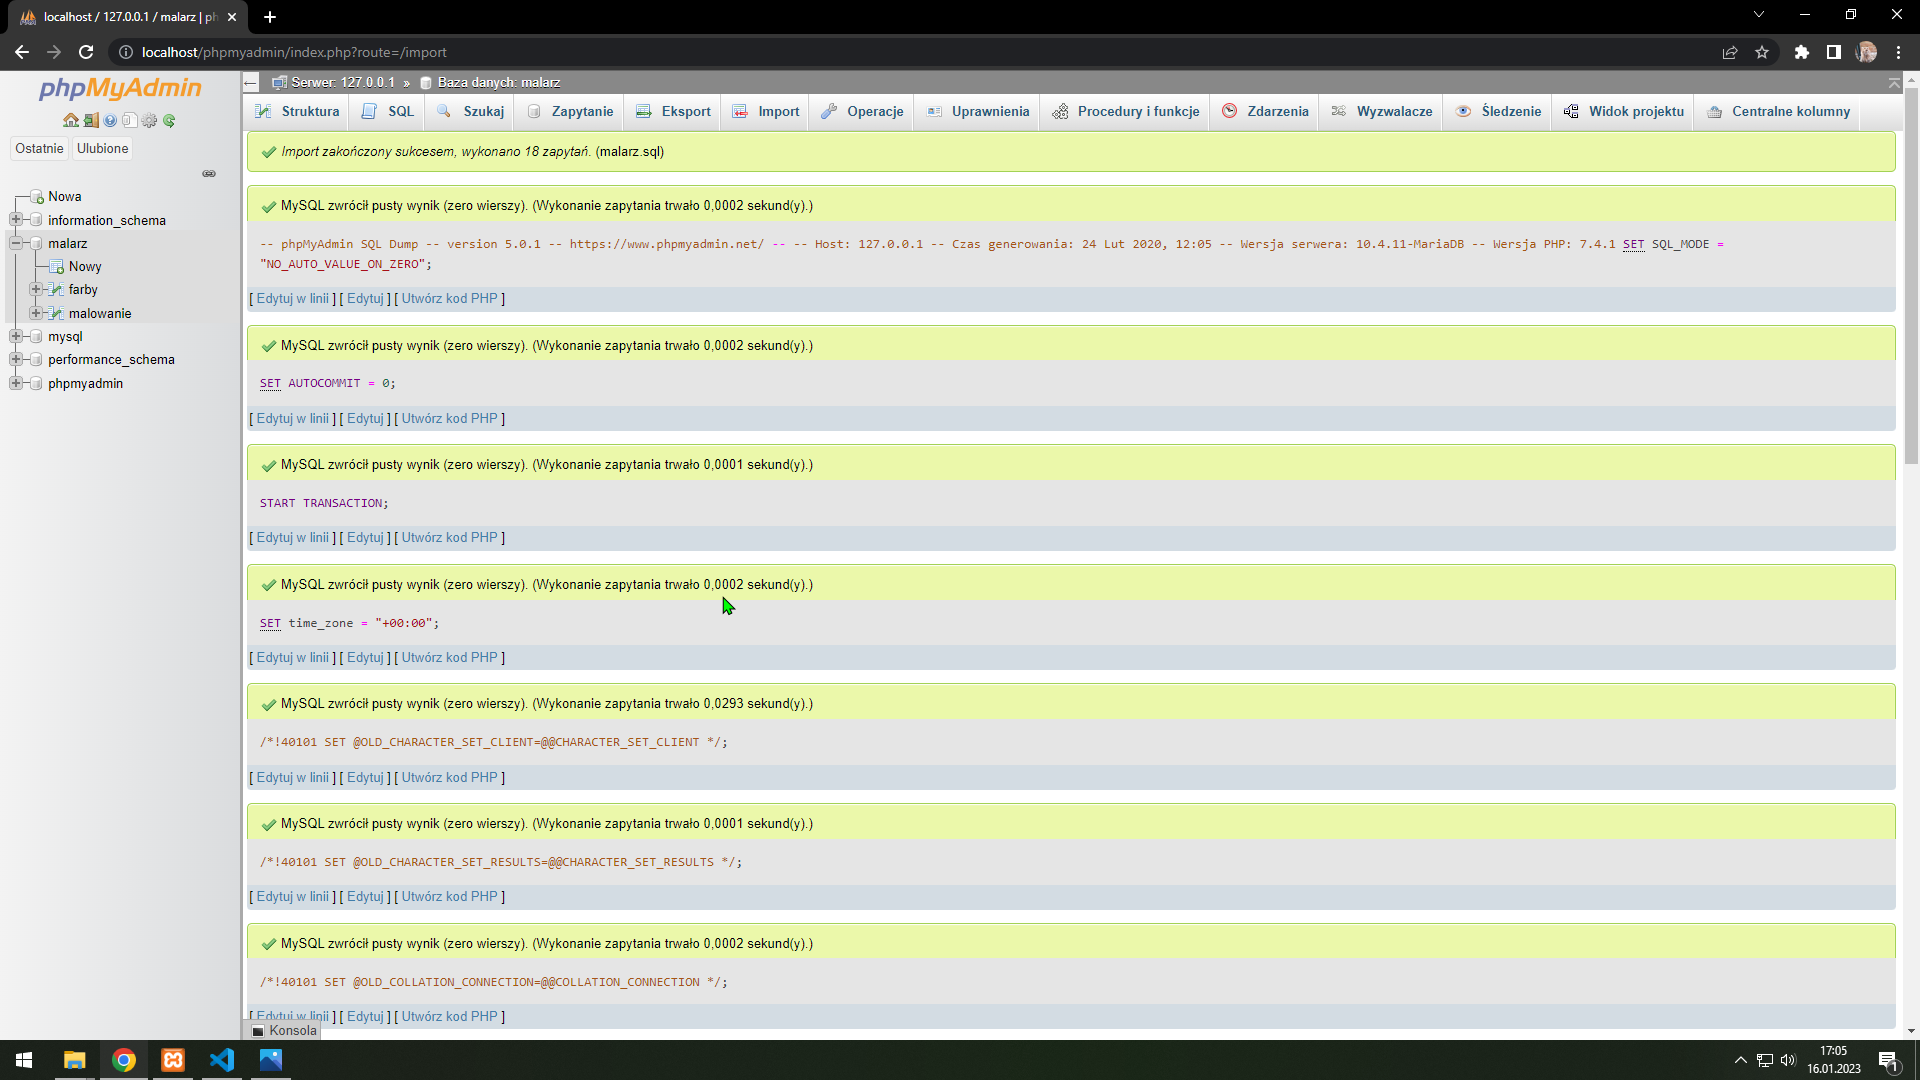 localhost / 127.0.0.1 / malarz | ph
localhost/phpmyadmin/index.php?route=/import
phpMyAdmin
Ostatnie
Ulubione
Nowa
information_schema
malarz
Nowy
farby
malowanie
mysql
performance_schema
phpmyadmin
Serwer: 127.0.0.1 » Baza danych: malarz
Struktura SQL Szukaj Zapytanie Eksport Import Operacje Uprawnienia Procedury i funkcje Zdarzenia Wyzwalacze Śledzenie Widok projektu Centralne kolumny
Import zakończony sukcesem, wykonano 18 zapytań. (malarz.sql)
MySQL zwrócił pusty wynik (zero wierszy). (Wykonanie zapytania trwało 0,0002 sekund(y).)
-- phpMyAdmin SQL Dump -- version 5.0.1 -- https://www.phpmyadmin.net/ -- -- Host: 127.0.0.1 -- Czas generowania: 24 Lut 2020, 12:05 -- Wersja serwera: 10.4.11-MariaDB -- Wersja PHP: 7.4.1 SET SQL_MODE =
"NO_AUTO_VALUE_ON_ZERO";
[ Edytuj w linii ] [ Edytuj ] [ Utwórz kod PHP ]
MySQL zwrócił pusty wynik (zero wierszy). (Wykonanie zapytania trwało 0,0002 sekund(y).)
SET AUTOCOMMIT = 0;
[ Edytuj w linii ] [ Edytuj ] [ Utwórz kod PHP ]
MySQL zwrócił pusty wynik (zero wierszy). (Wykonanie zapytania trwało 0,0001 sekund(y).)
START TRANSACTION;
[ Edytuj w linii ] [ Edytuj ] [ Utwórz kod PHP ]
MySQL zwrócił pusty wynik (zero wierszy). (Wykonanie zapytania trwało 0,0002 sekund(y).)
SET time_zone = "+00:00";
[ Edytuj w linii ] [ Edytuj ] [ Utwórz kod PHP ]
MySQL zwrócił pusty wynik (zero wierszy). (Wykonanie zapytania trwało 0,0293 sekund(y).)
/*!40101 SET @OLD_CHARACTER_SET_CLIENT=@@CHARACTER_SET_CLIENT */;
[ Edytuj w linii ] [ Edytuj ] [ Utwórz kod PHP ]
MySQL zwrócił pusty wynik (zero wierszy). (Wykonanie zapytania trwało 0,0001 sekund(y).)
/*!40101 SET @OLD_CHARACTER_SET_RESULTS=@@CHARACTER_SET_RESULTS */;
[ Edytuj w linii ] [ Edytuj ] [ Utwórz kod PHP ]
MySQL zwrócił pusty wynik (zero wierszy). (Wykonanie zapytania trwało 0,0002 sekund(y).)
/*!40101 SET @OLD_COLLATION_CONNECTION=@@COLLATION_CONNECTION */;
[ Edytuj w linii ] [ Edytuj ] [ Utwórz kod PHP ]
Konsola
17:05
16.01.2023
1